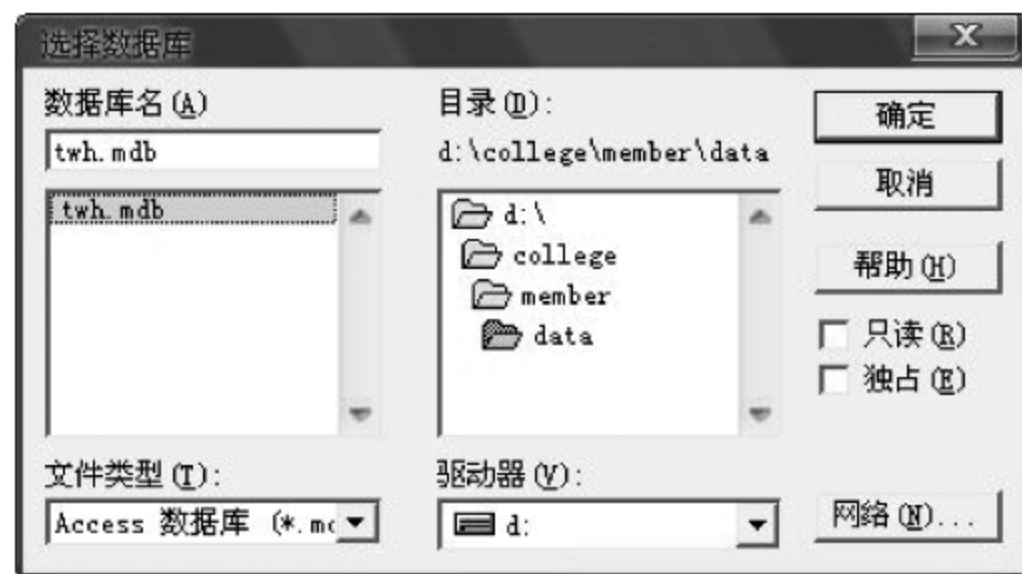 选择数据库
数据库名(A)
twh.mdb
twh.mdb
目录(D):
d:\college\member\data
d:\
college
member
data
确定
取消
帮助(H)
只读(R)
独占(E)
文件类型(T):
Access 数据库 (*.mc
驱动器(V):
d:
网络(N)...